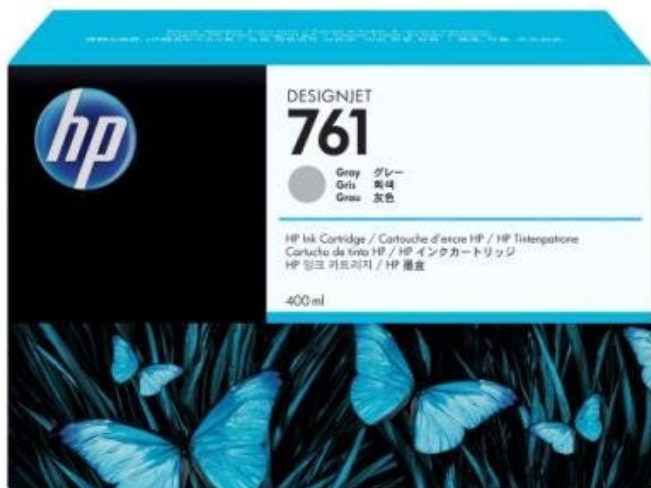 hp
DESIGNJET
761
Gray グレー
Gris 회색
Grau 灰色
HP Ink Cartridge / Cartouche d'encre HP / HP Tintenpatrone
Cartucho de tinta HP / HP インクカートリッジ
HP 잉크 카트리지 / HP 墨盒
400 ml